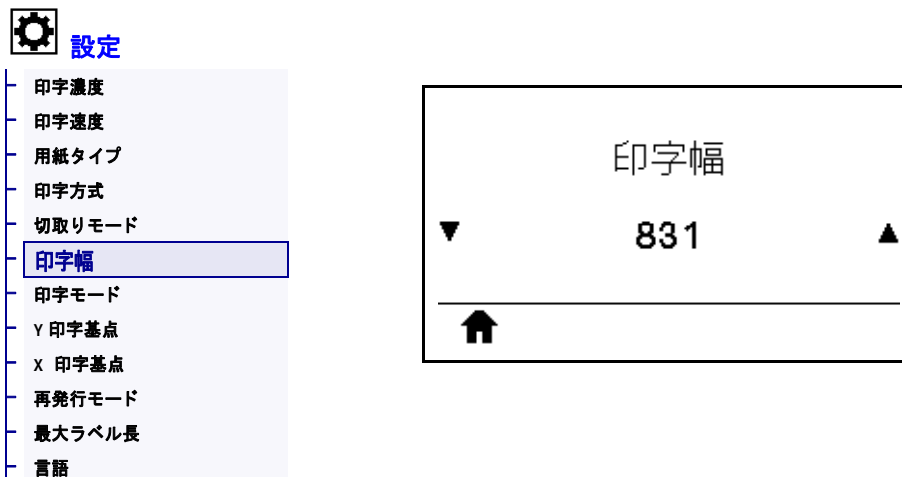 設定
印字濃度
印字速度
用紙タイプ
印字方式
切取りモード
印字幅
印字モード
Y 印字基点
X 印字基点
再発行モード
最大ラベル長
言語
印字幅
▼ 831 ▲